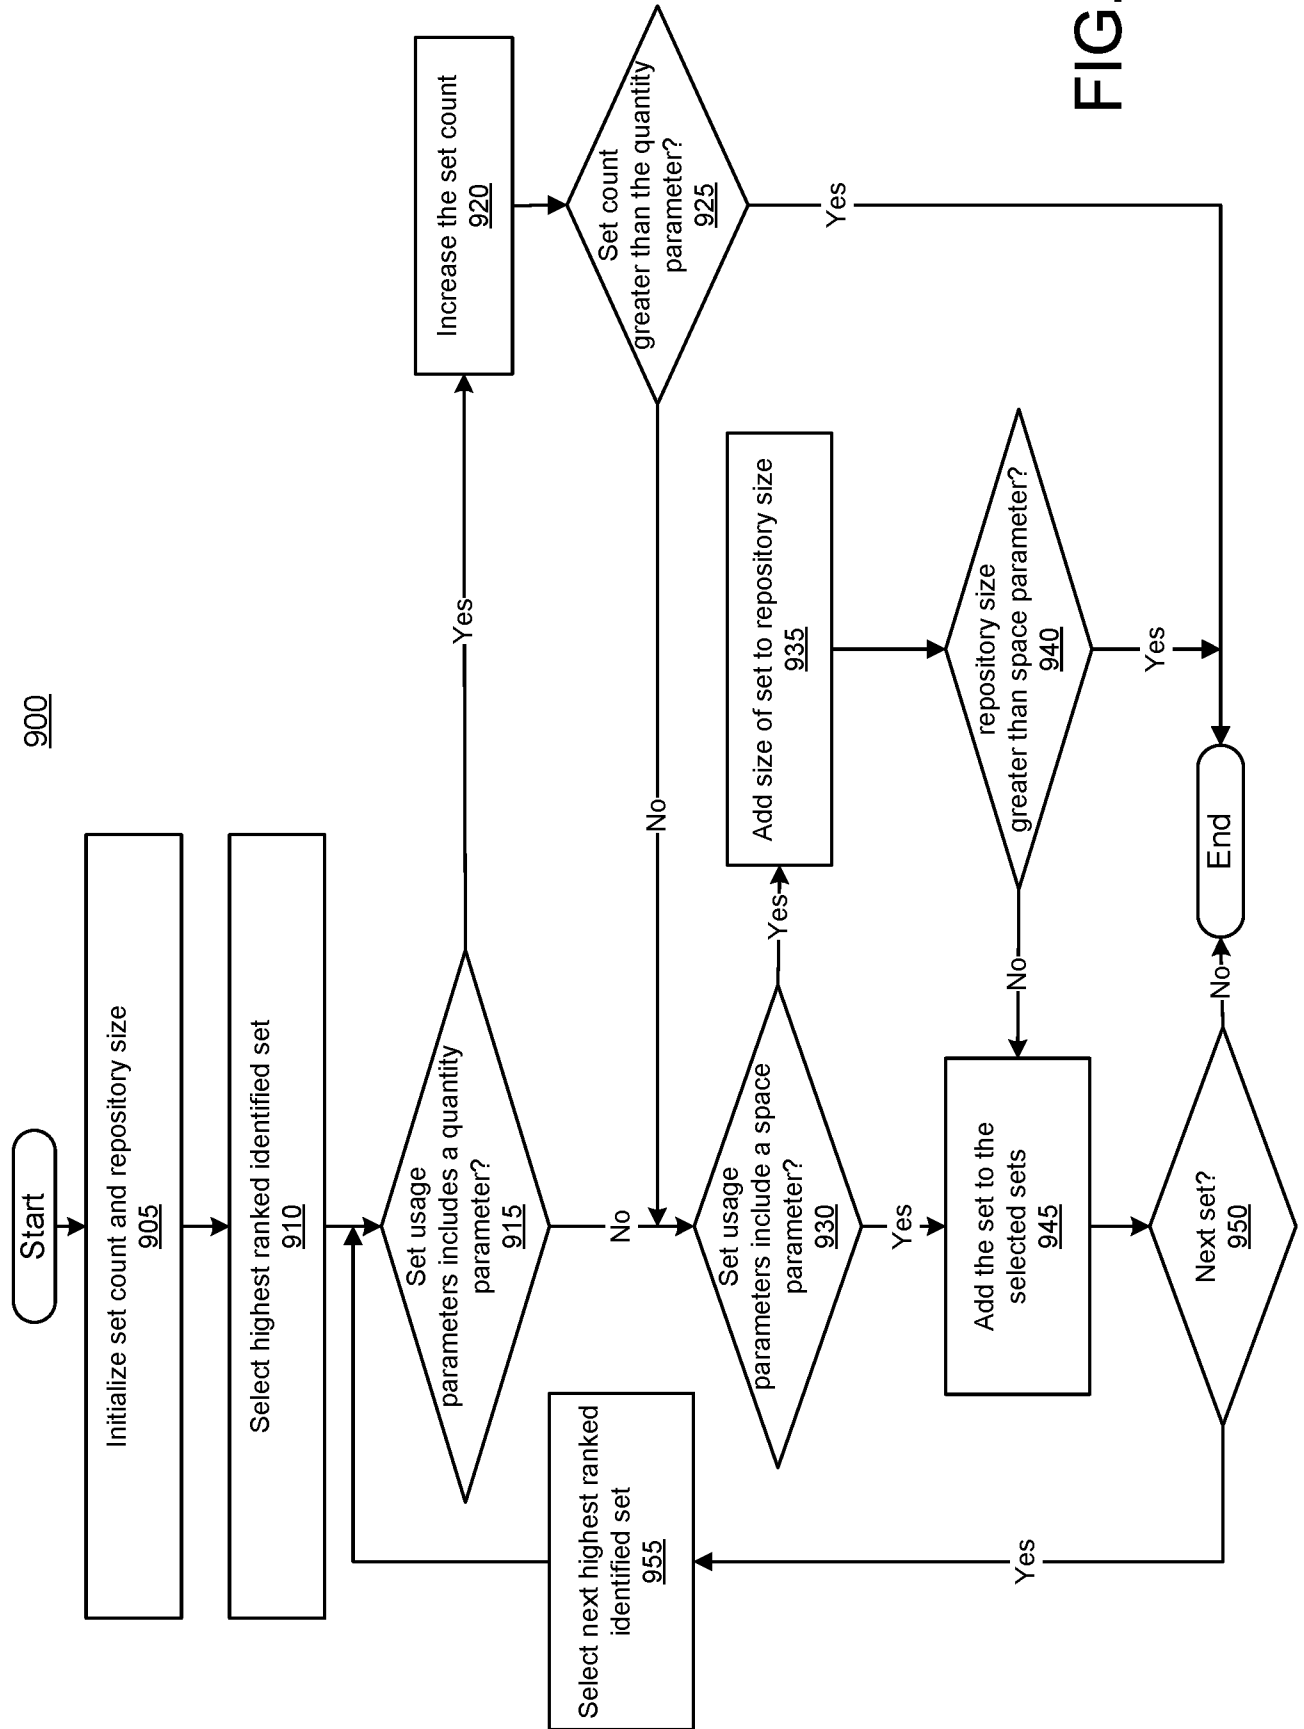 900
Start
Initialize set count and repository size
905
Select highest ranked identified set
910
Set usage
parameters includes a quantity
parameter?
915
Yes
Increase the set count
920
Set count
greater than the quantity
parameter?
925
Yes
No
No
Set usage
parameters include a space
parameter?
930
Yes
Add size of set to repository size
935
repository size
greater than space parameter?
940
Yes
No
Yes
Add the set to the
selected sets
945
Next set?
950
No
End
Yes
Select next highest ranked
identified set
955
FIG.